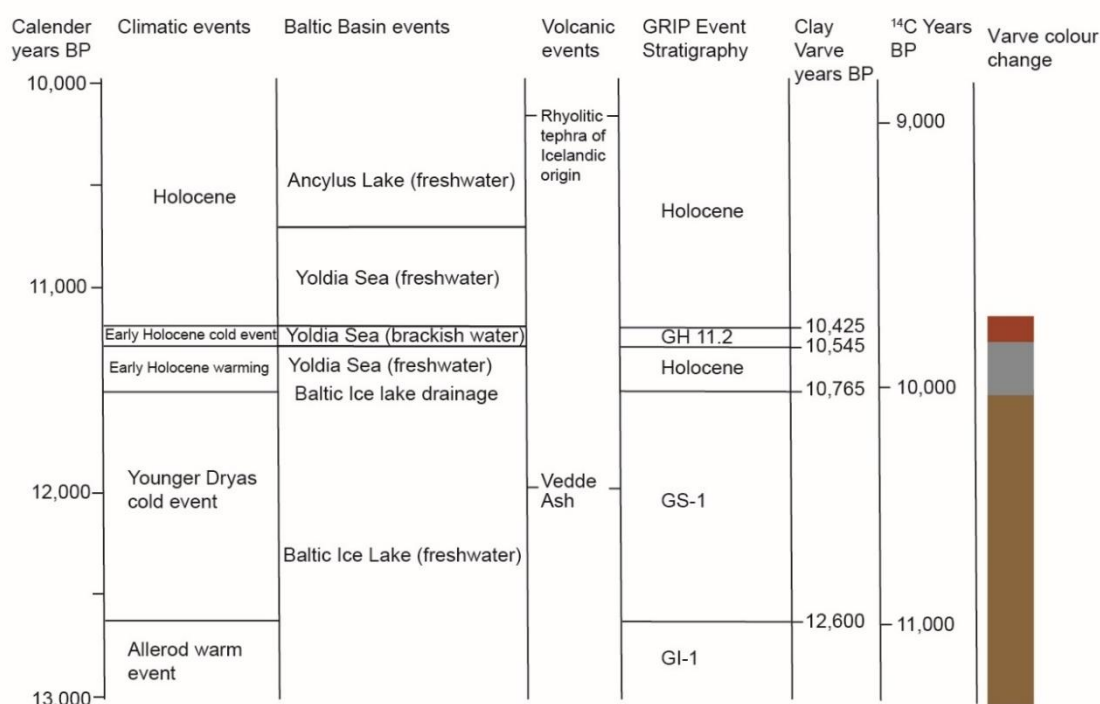 Calender
years BP
Climatic events
Baltic Basin events
Volcanic
events
GRIP Event
Stratigraphy
Clay
Varve
years BP
¹⁴C Years
BP
Varve colour
change
10,000
11,000
12,000
13,000
Holocene
Early Holocene cold event
Early Holocene warming
Younger Dryas
cold event
Allerod warm
event
Ancylus Lake (freshwater)
Yoldia Sea (freshwater)
Yoldia Sea (brackish water)
Yoldia Sea (freshwater)
Baltic Ice lake drainage
Baltic Ice Lake (freshwater)
Rhyolitic
tephra of
Icelandic
origin
Vedde
Ash
Holocene
GH 11.2
Holocene
GS-1
GI-1
10,425
10,545
10,765
12,600
9,000
10,000
11,000